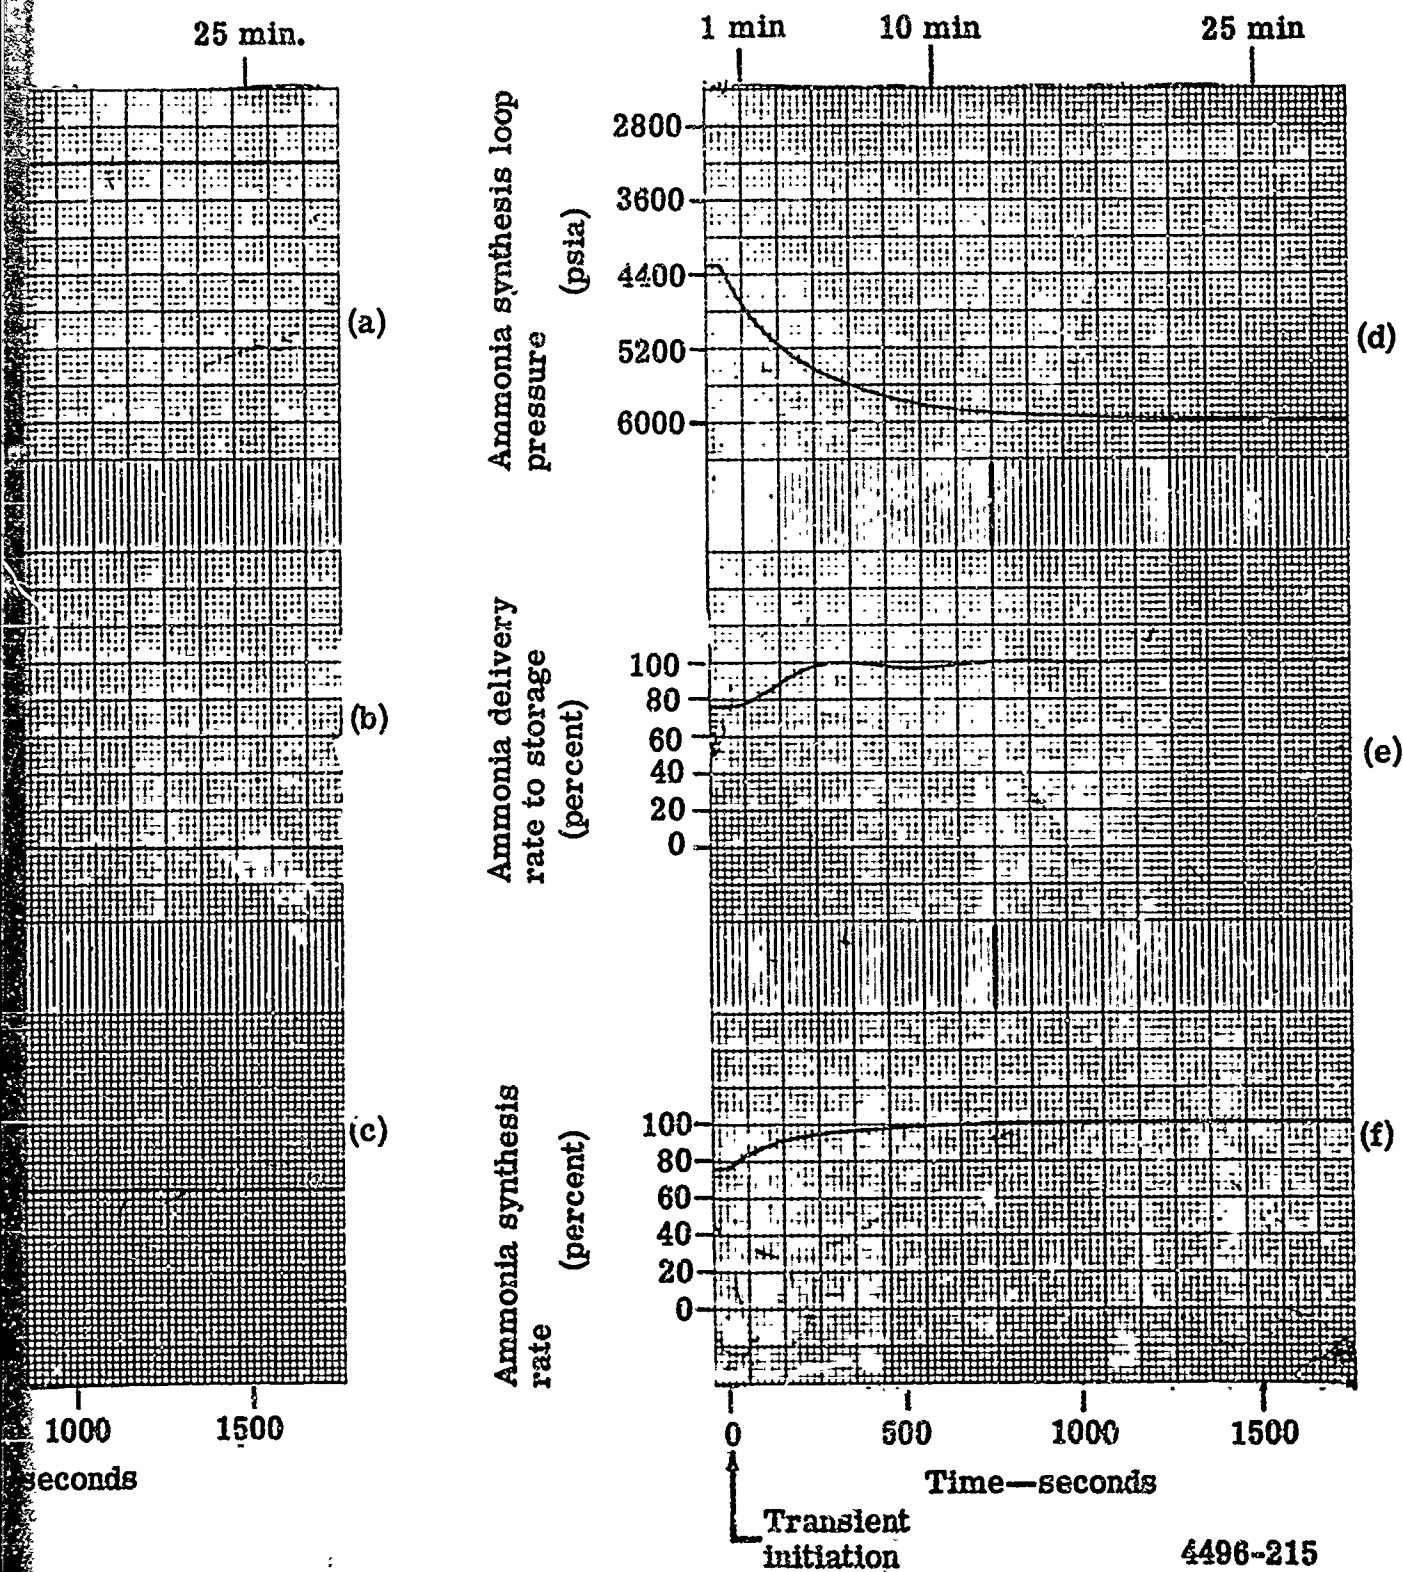 25 min.
(a)
(b)
(c)
1000 1500
seconds
1 min 10 min 25 min
Ammonia synthesis loop
pressure (psia)
2800
3600
4400
5200
6000
(d)
Ammonia delivery
rate to storage
(percent)
100
80
60
40
20
0
(e)
Ammonia synthesis
rate (percent)
100
80
60
40
20
0
(f)
0 500 1000 1500
Time—seconds
Transient
initiation
4496-215